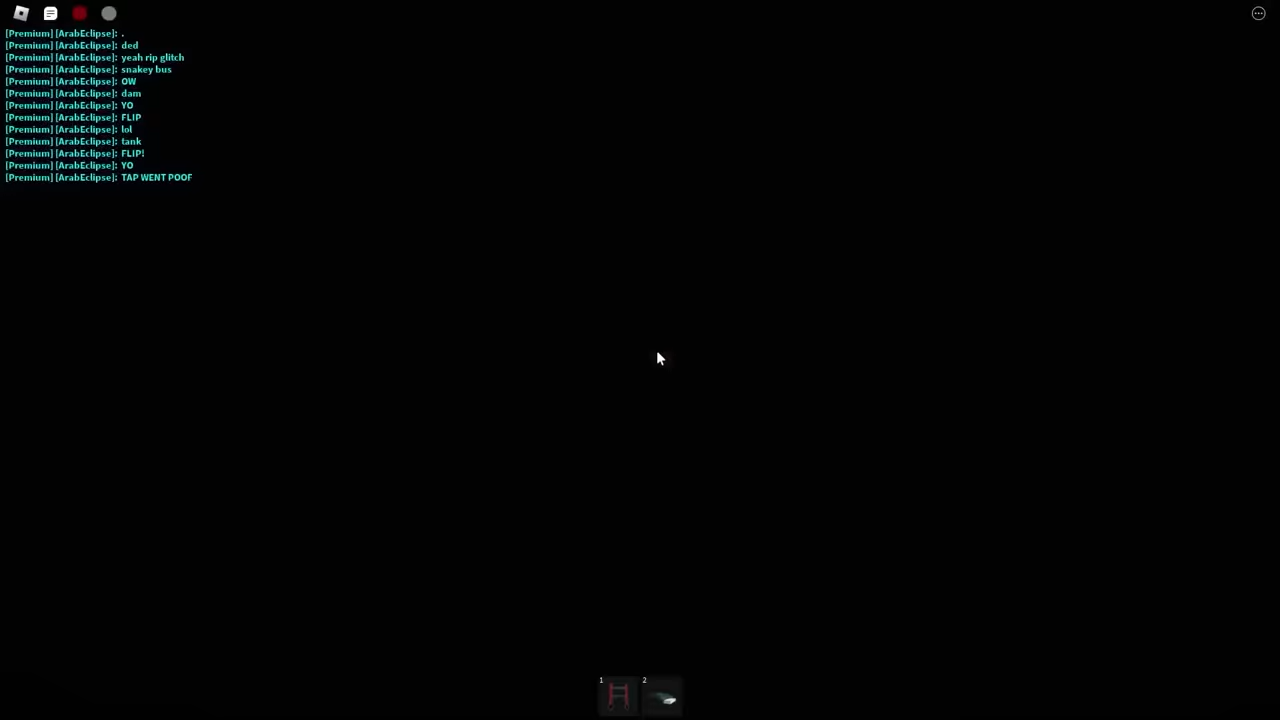 [Premium] [ArabEclipse]: .
[Premium] [ArabEclipse]: ded
[Premium] [ArabEclipse]: yeah rip glitch
[Premium] [ArabEclipse]: snakey bus
[Premium] [ArabEclipse]: OW
[Premium] [ArabEclipse]: dam
[Premium] [ArabEclipse]: YO
[Premium] [ArabEclipse]: FLIP
[Premium] [ArabEclipse]: lol
[Premium] [ArabEclipse]: tank
[Premium] [ArabEclipse]: FLIP!
[Premium] [ArabEclipse]: YO
[Premium] [ArabEclipse]: TAP WENT POOF
1 2